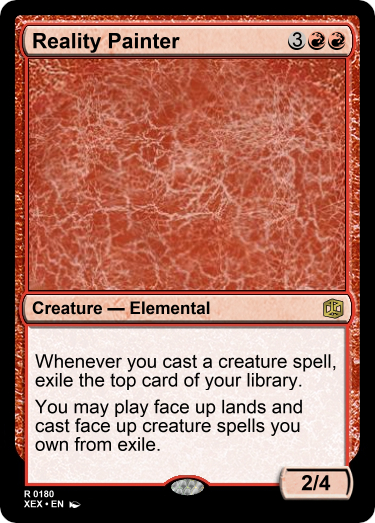 Reality Painter 3
Creature — Elemental
Whenever you cast a creature spell,
exile the top card of your library.
You may play face up lands and
cast face up creature spells you
own from exile.
2/4
R 0180
XEX • EN